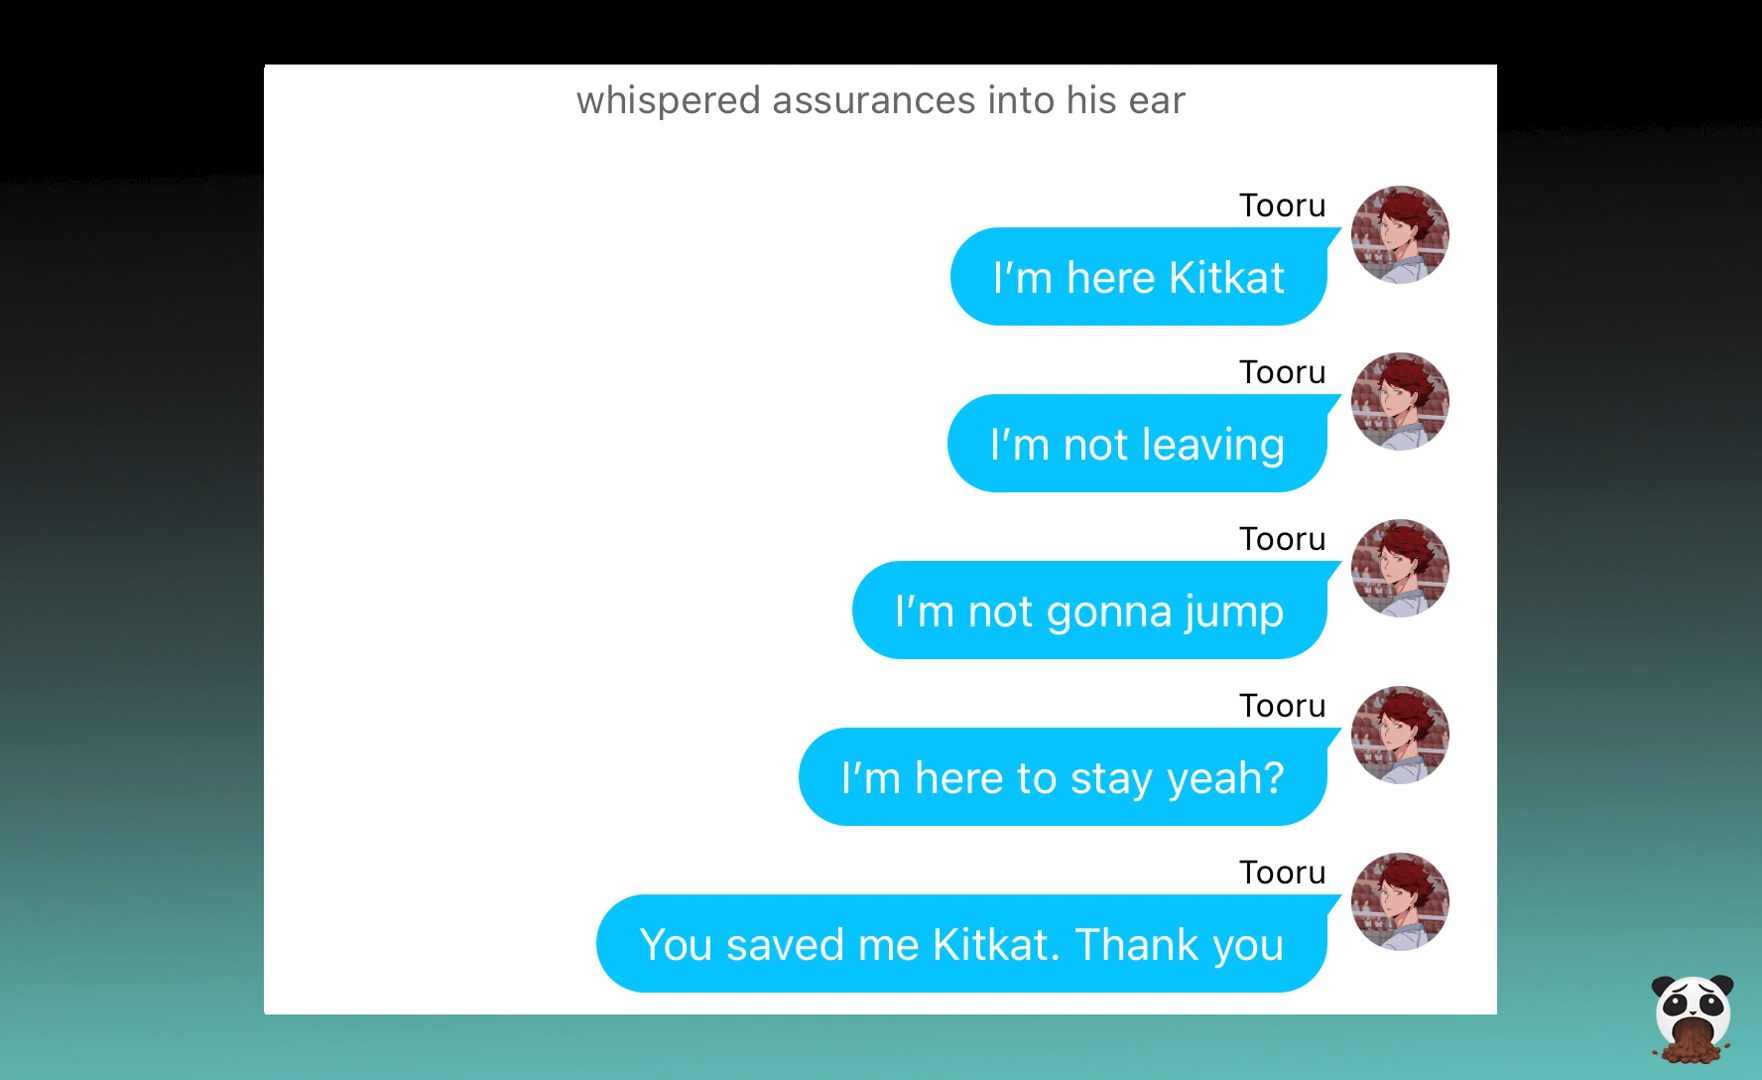 whispered assurances into his ear
Tooru
I’m here Kitkat
Tooru
I’m not leaving
Tooru
I’m not gonna jump
Tooru
I’m here to stay yeah?
Tooru
You saved me Kitkat. Thank you